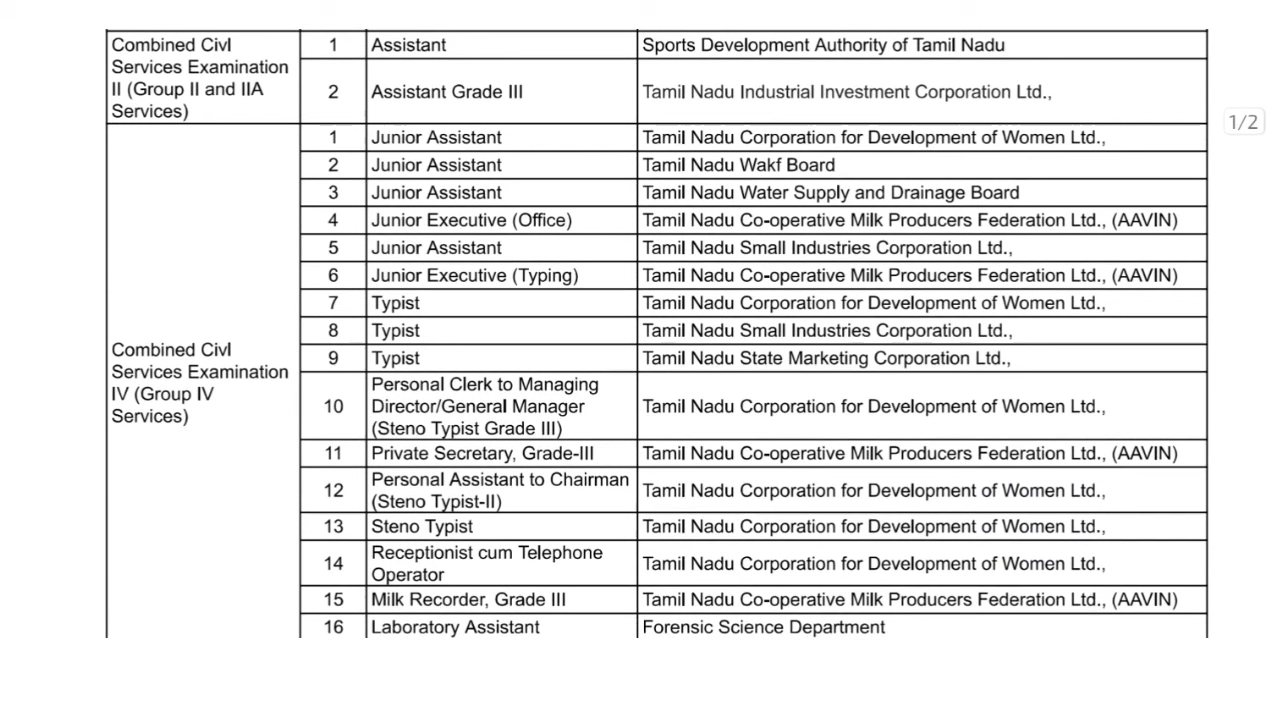 Combined Civl
Services Examination
II (Group II and IIA
Services)
1 Assistant Sports Development Authority of Tamil Nadu
2 Assistant Grade III Tamil Nadu Industrial Investment Corporation Ltd.,
1/2
Combined Civl
Services Examination
IV (Group IV
Services)
1 Junior Assistant Tamil Nadu Corporation for Development of Women Ltd.,
2 Junior Assistant Tamil Nadu Wakf Board
3 Junior Assistant Tamil Nadu Water Supply and Drainage Board
4 Junior Executive (Office) Tamil Nadu Co-operative Milk Producers Federation Ltd., (AAVIN)
5 Junior Assistant Tamil Nadu Small Industries Corporation Ltd.,
6 Junior Executive (Typing) Tamil Nadu Co-operative Milk Producers Federation Ltd., (AAVIN)
7 Typist Tamil Nadu Corporation for Development of Women Ltd.,
8 Typist Tamil Nadu Small Industries Corporation Ltd.,
9 Typist Tamil Nadu State Marketing Corporation Ltd.,
Personal Clerk to Managing
10 Director/General Manager Tamil Nadu Corporation for Development of Women Ltd.,
(Steno Typist Grade III)
11 Private Secretary, Grade-III Tamil Nadu Co-operative Milk Producers Federation Ltd., (AAVIN)
Personal Assistant to Chairman
12 Tamil Nadu Corporation for Development of Women Ltd.,
(Steno Typist-II)
13 Steno Typist Tamil Nadu Corporation for Development of Women Ltd.,
Receptionist cum Telephone
14 Tamil Nadu Corporation for Development of Women Ltd.,
Operator
15 Milk Recorder, Grade III Tamil Nadu Co-operative Milk Producers Federation Ltd., (AAVIN)
16 Laboratory Assistant Forensic Science Department